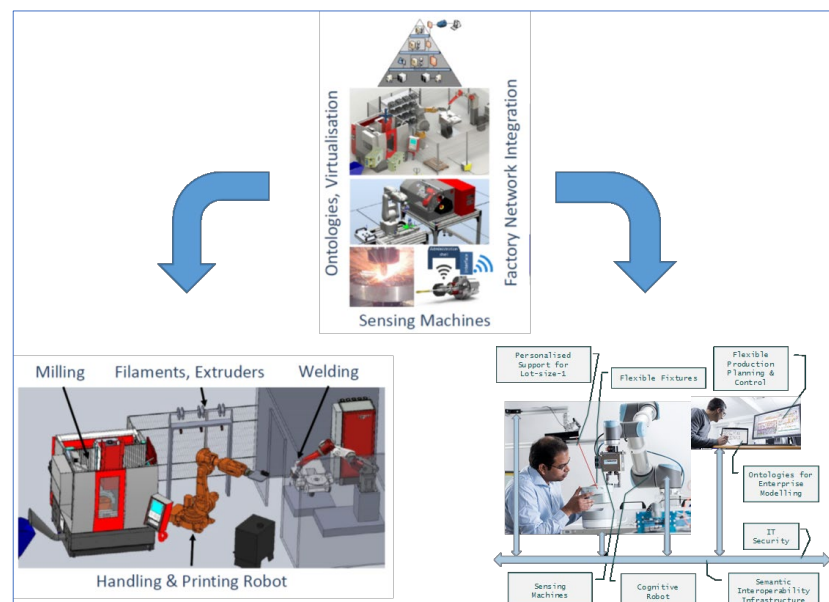 Ontologies, Virtualisation
Factory Network Integration
Sensing Machines
Milling
Filaments, Extruders
Welding
Handling & Printing Robot
Personalised
Support for
Lot-size-1
Flexible Fixtures
Flexible
Production
Planning &
Control
Ontologies for
Enterprise
Modelling
IT
Security
Sensing
Machines
Cognitive
Robot
Semantic
Interoperability
Infrastructure